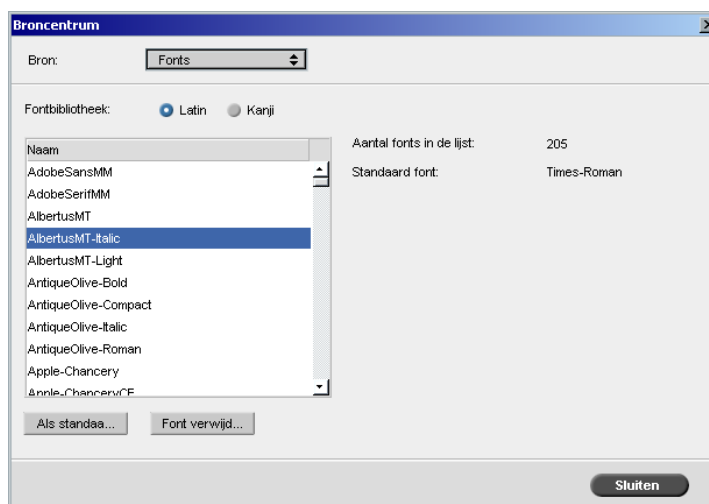 Broncentrum
Bron: Fonts
Fontbibliotheek: Latin Kanji
Naam
AdobeSansMM
AdobeSerifMM
AlbertusMT
AlbertusMT-Italic
AlbertusMT-Light
AntiqueOlive-Bold
AntiqueOlive-Compact
AntiqueOlive-Italic
AntiqueOlive-Roman
Apple-Chancery
Apple-ChanceryCE
Aantal fonts in de lijst: 205
Standaard font: Times-Roman
Als standaa... Font verwijd...
Sluiten